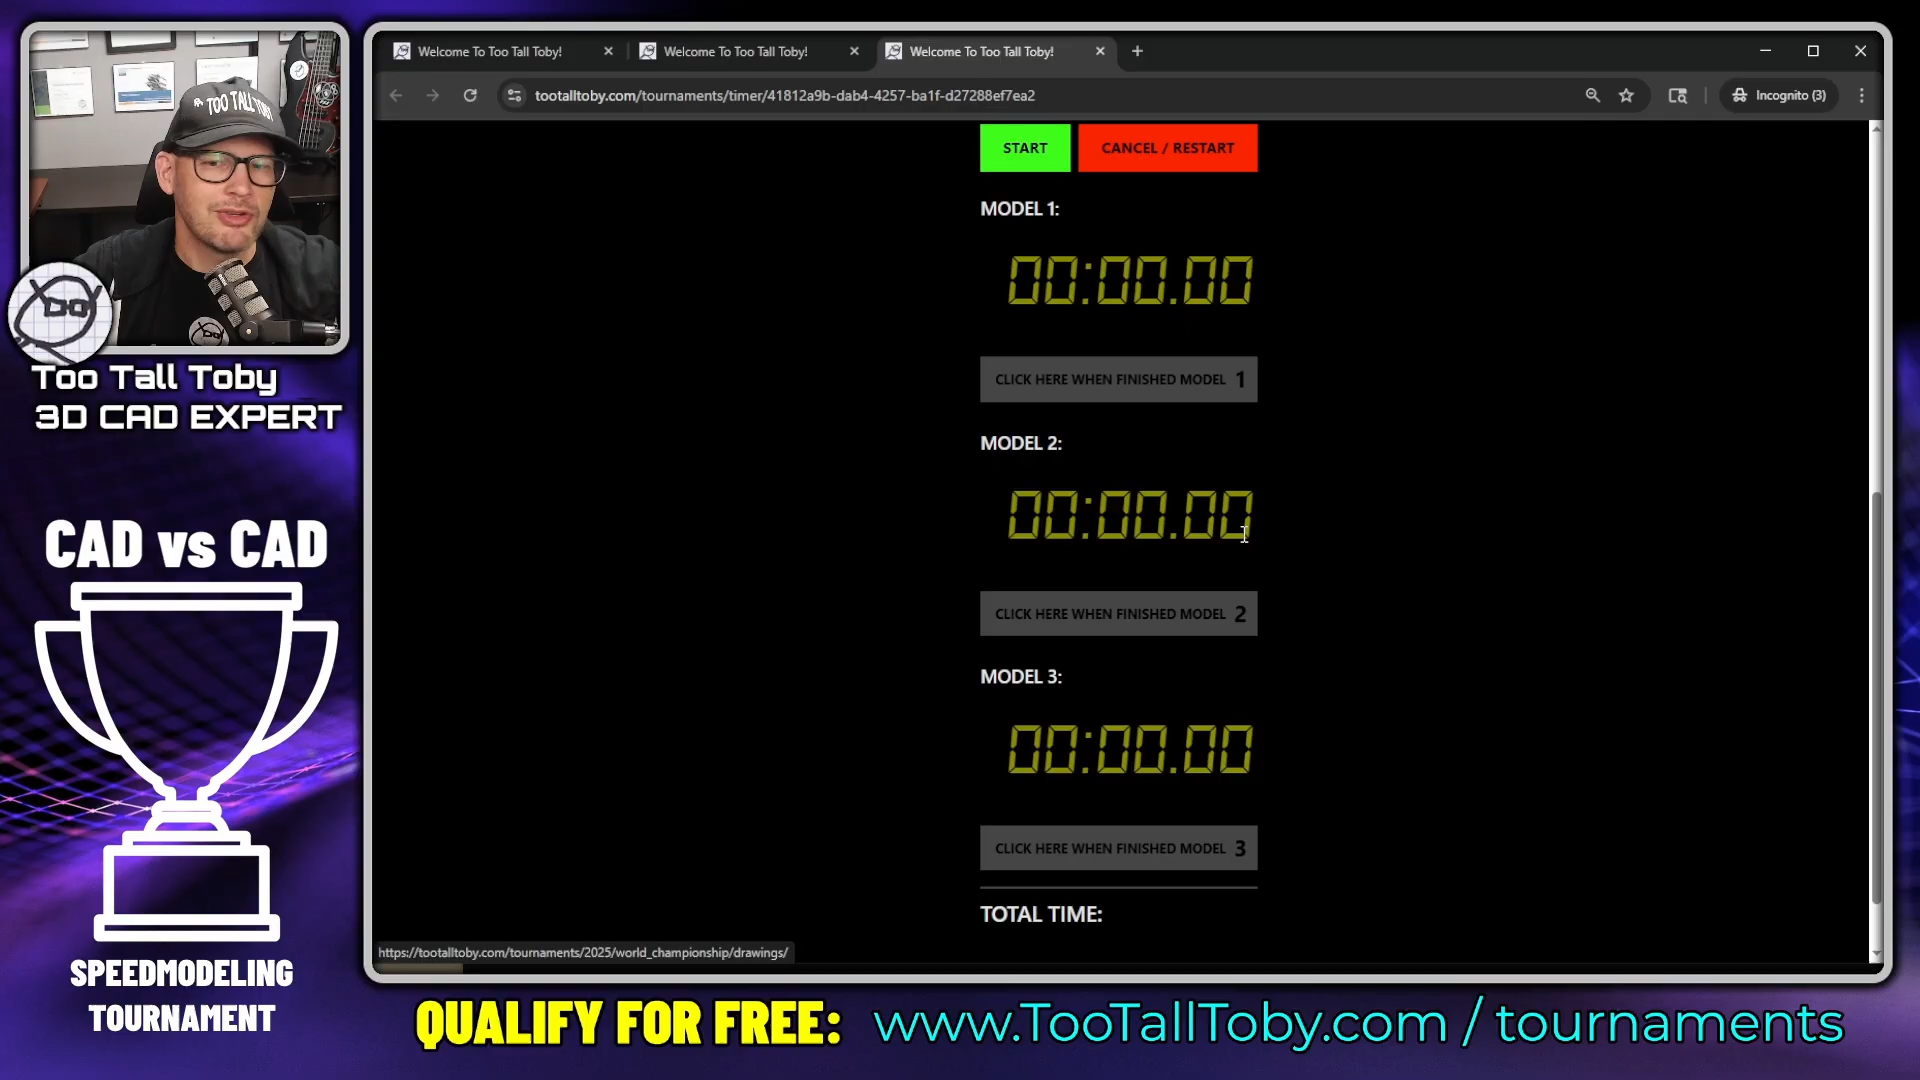 TOO TALL TOBY
Too Tall Toby
3D CAD EXPERT
CAD vs CAD
SPEEDMODELING
TOURNAMENT
Welcome To Too Tall Toby!
Welcome To Too Tall Toby!
Welcome To Too Tall Toby!
tootalltoby.com/tournaments/timer/41812a9b-dab4-4257-ba1f-d27288ef7ea2
Incognito (3)
START
CANCEL / RESTART
MODEL 1:
00:00.00
CLICK HERE WHEN FINISHED MODEL 1
MODEL 2:
00:00.00
CLICK HERE WHEN FINISHED MODEL 2
MODEL 3:
00:00.00
CLICK HERE WHEN FINISHED MODEL 3
TOTAL TIME:
https://tootalltoby.com/tournaments/2025/world_championship/drawings/
QUALIFY FOR FREE: www.TooTallToby.com / tournaments